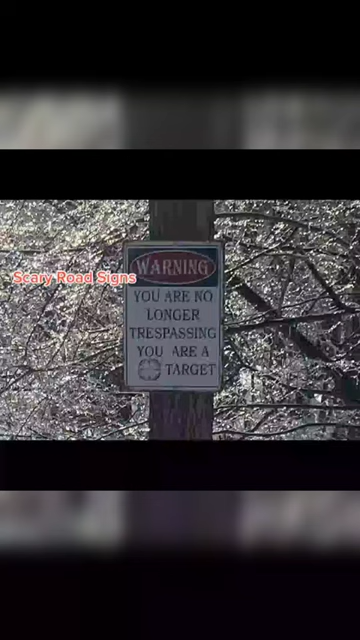 Scary Road Signs
WARNING
YOU ARE NO
LONGER
TRESPASSING
YOU ARE A
TARGET